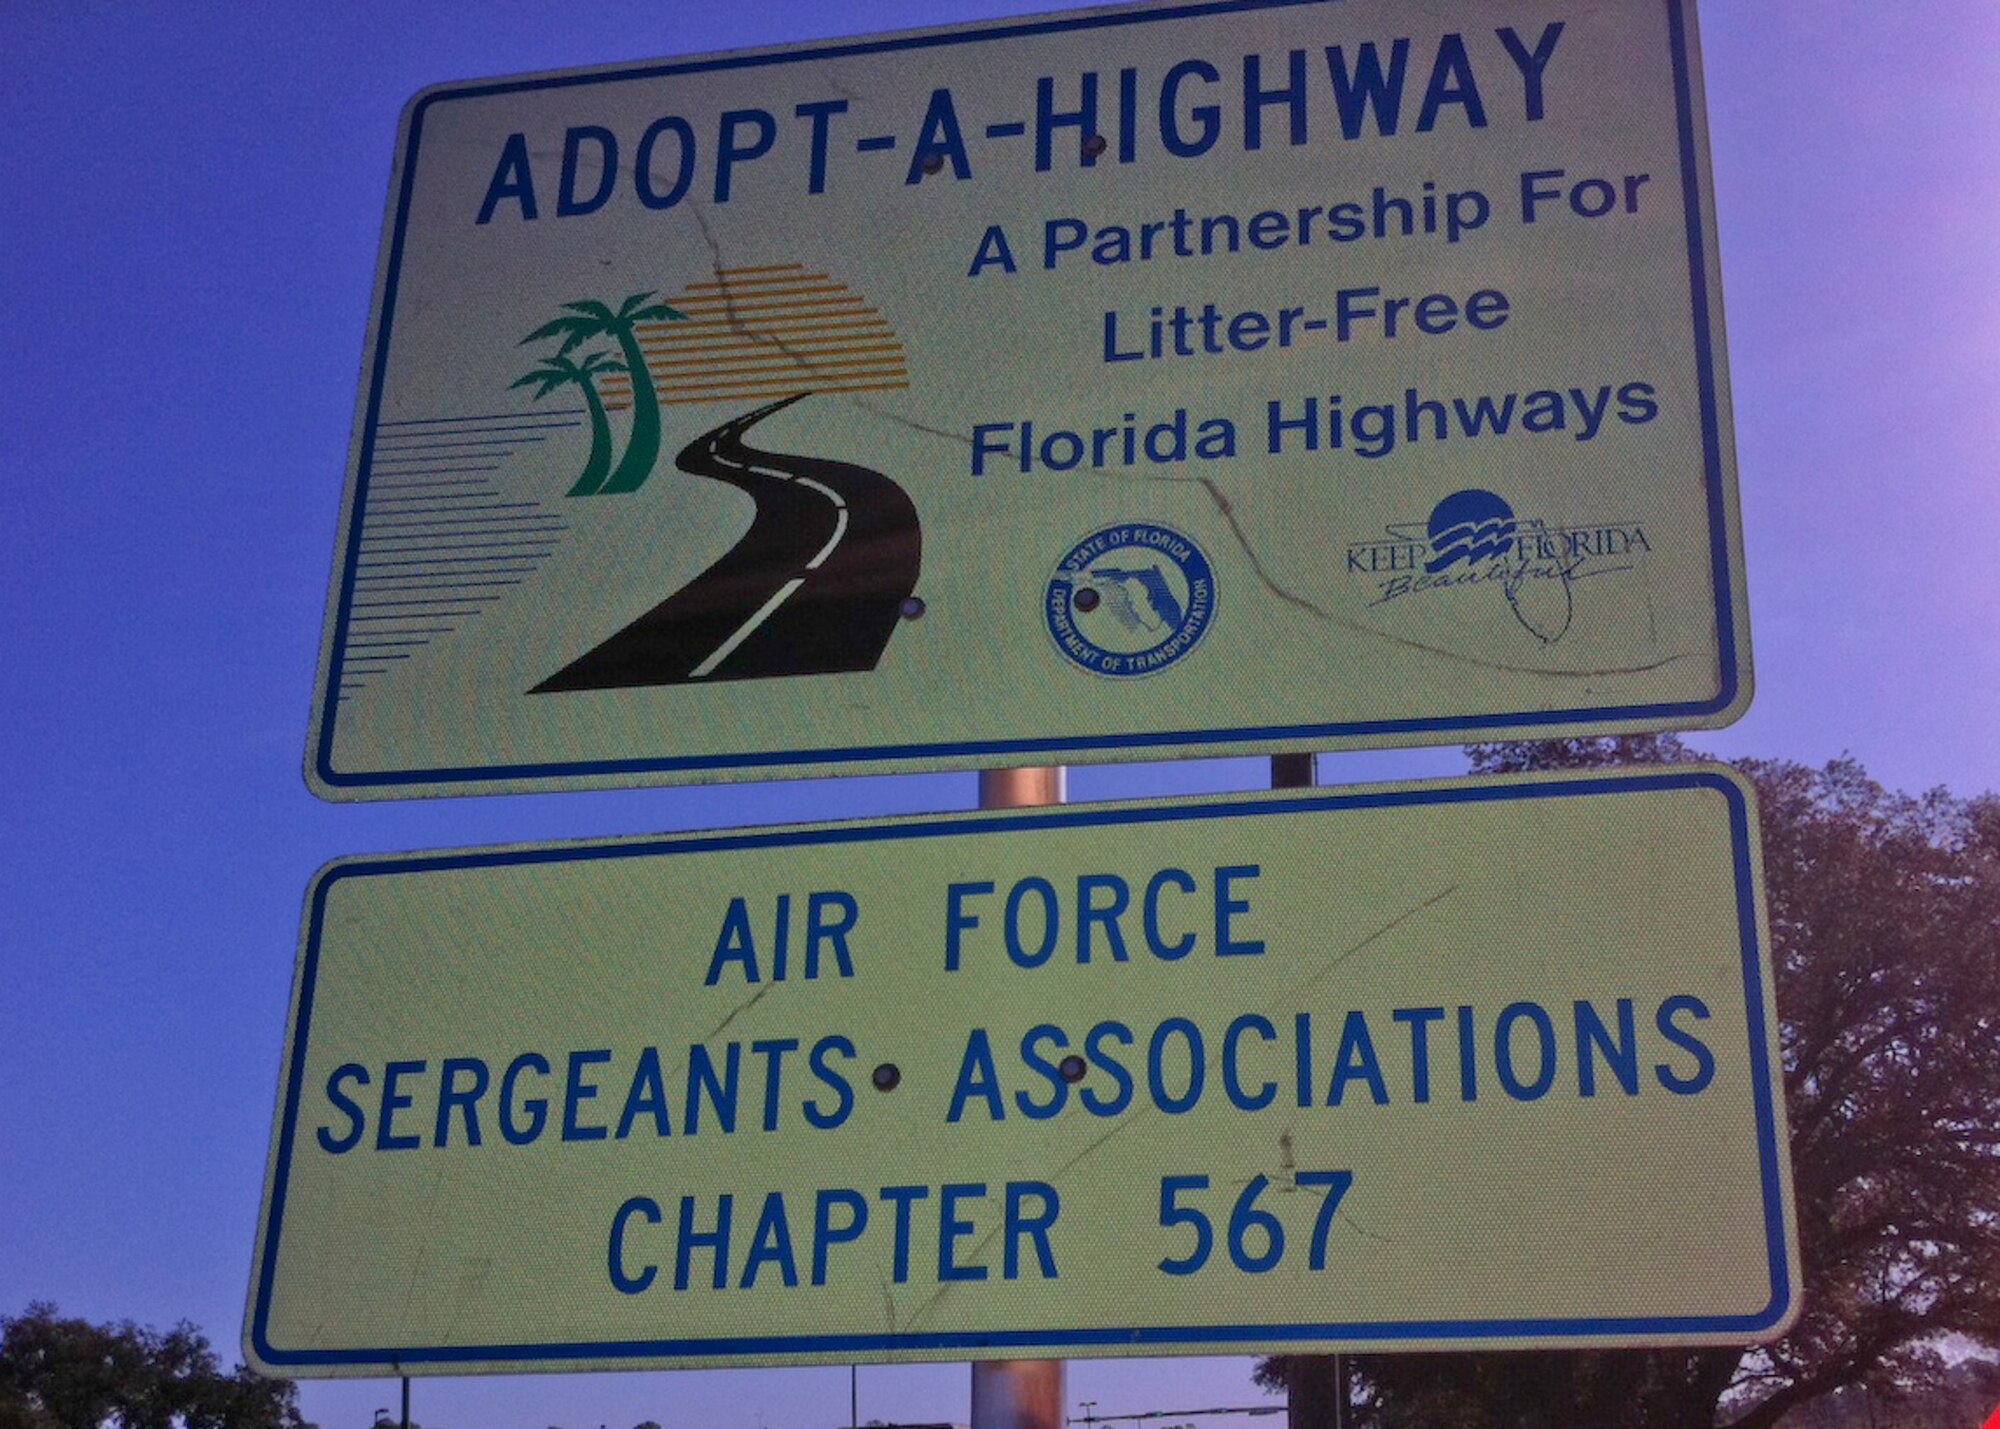 ADOPT-A-HIGHWAY
A Partnership For
Litter-Free
Florida Highways
STATE OF FLORIDA
DEPARTMENT OF TRANSPORTATION
KEEP FLORIDA
Beautiful
AIR FORCE
SERGEANTS ASSOCIATIONS
CHAPTER 567